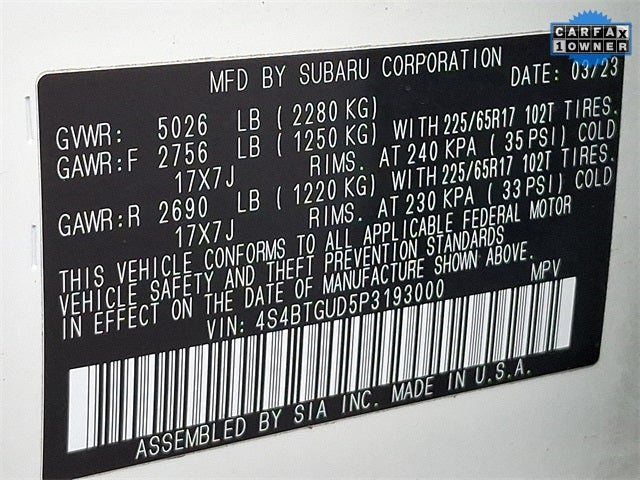 CARFAX
1 OWNER
MFD BY SUBARU CORPORATION DATE: 03/23
GVWR: 5026 LB ( 2280 KG)
GAWR:F 2756 LB ( 1250 KG) WITH 225/65R17 102T TIRES.
17X7J RIMS. AT 240 KPA ( 35 PSI) COLD
GAWR:R 2690 LB ( 1220 KG) WITH 225/65R17 102T TIRES.
17X7J RIMS. AT 230 KPA ( 33 PSI) COLD
THIS VEHICLE CONFORMS TO ALL APPLICABLE FEDERAL MOTOR
VEHICLE SAFETY AND THEFT PREVENTION STANDARDS
IN EFFECT ON THE DATE OF MANUFACTURE SHOWN ABOVE.
VIN: 4S4BTGUD5P3193000 MPV
ASSEMBLED BY SIA INC. MADE IN U.S.A.